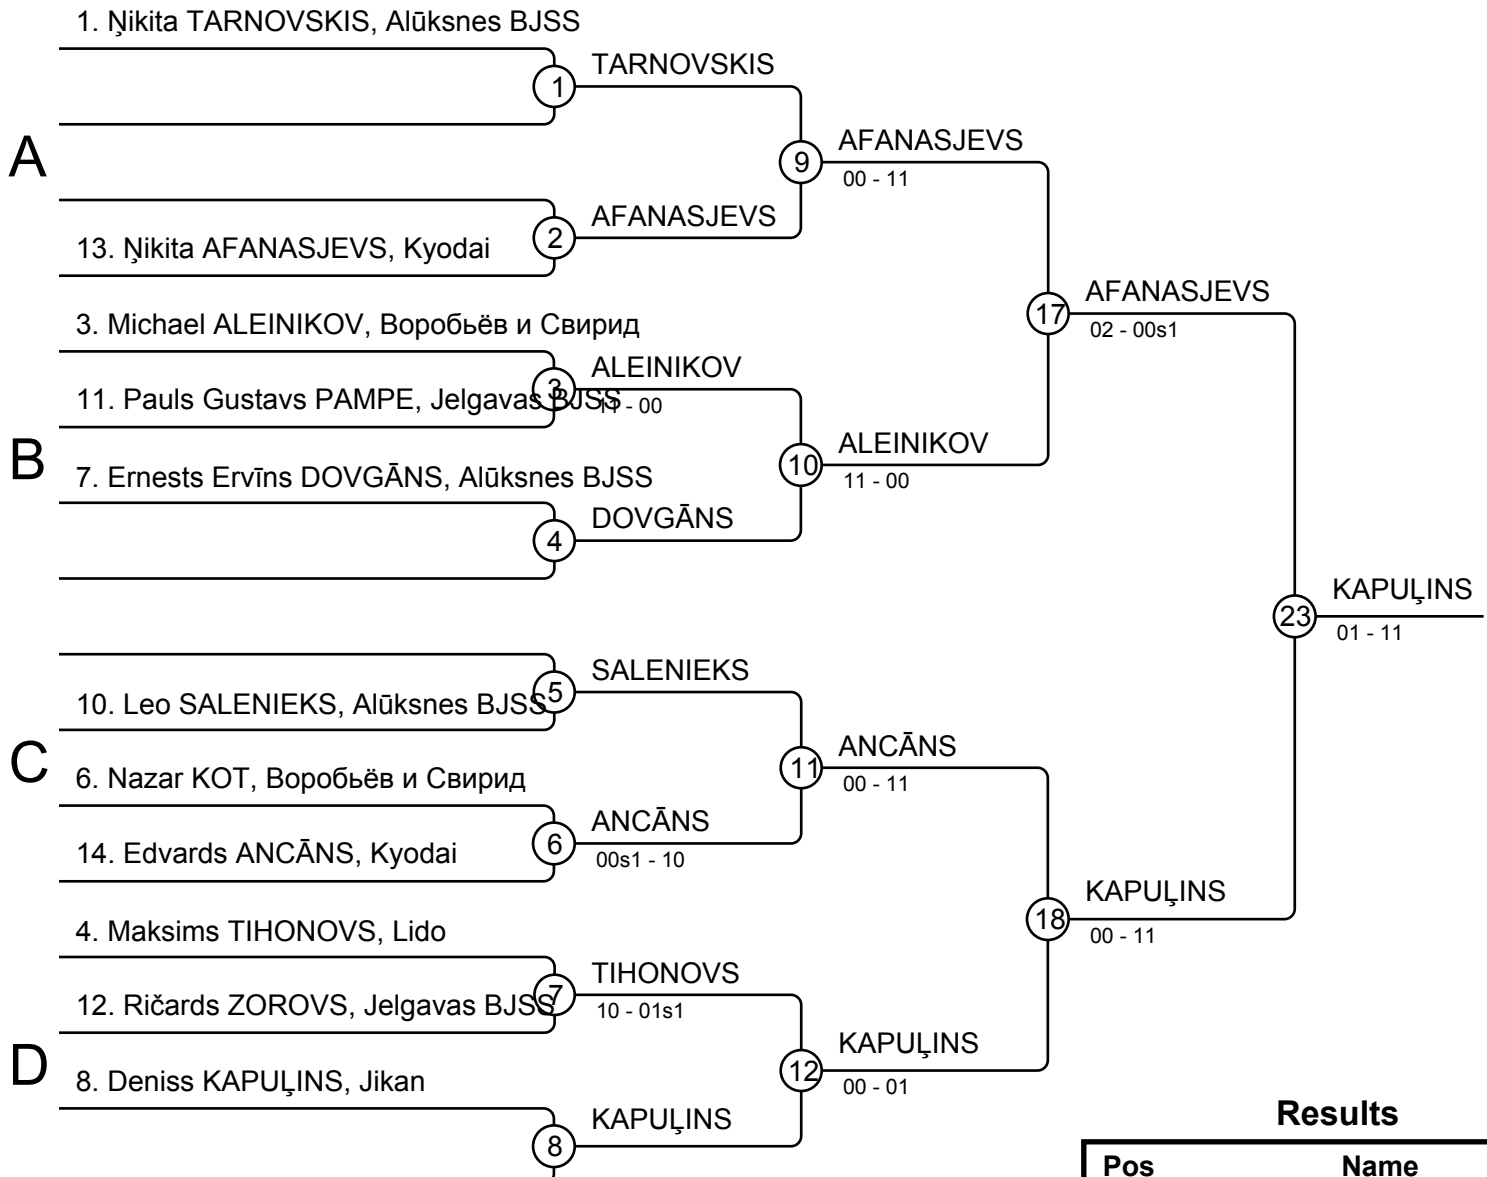 1. Ņikita TARNOVSKIS, Alūksnes BJSS
TARNOVSKIS
1
A
AFANASJEVS
9
00 - 11
AFANASJEVS
2
13. Ņikita AFANASJEVS, Kyodai
AFANASJEVS
17
02 - 00s1
3. Michael ALEINIKOV, Воробьёв и Свирид
ALEINIKOV
3
11. Pauls Gustavs PAMPE, Jelgavas BJSS
11 - 00
B
ALEINIKOV
10
11 - 00
7. Ernests Ervīns DOVGĀNS, Alūksnes BJSS
DOVGĀNS
4
KAPUĻINS
23
01 - 11
SALENIEKS
5
10. Leo SALENIEKS, Alūksnes BJSS
C
ANCĀNS
11
00 - 11
6. Nazar KOT, Воробьёв и Свирид
ANCĀNS
6
00s1 - 10
14. Edvards ANCĀNS, Kyodai
KAPUĻINS
18
00 - 11
4. Maksims TIHONOVS, Lido
TIHONOVS
7
10 - 01s1
12. Ričards ZOROVS, Jelgavas BJSS
D
KAPUĻINS
12
00 - 01
8. Deniss KAPUĻINS, Jikan
KAPUĻINS
8
Results
Pos Name